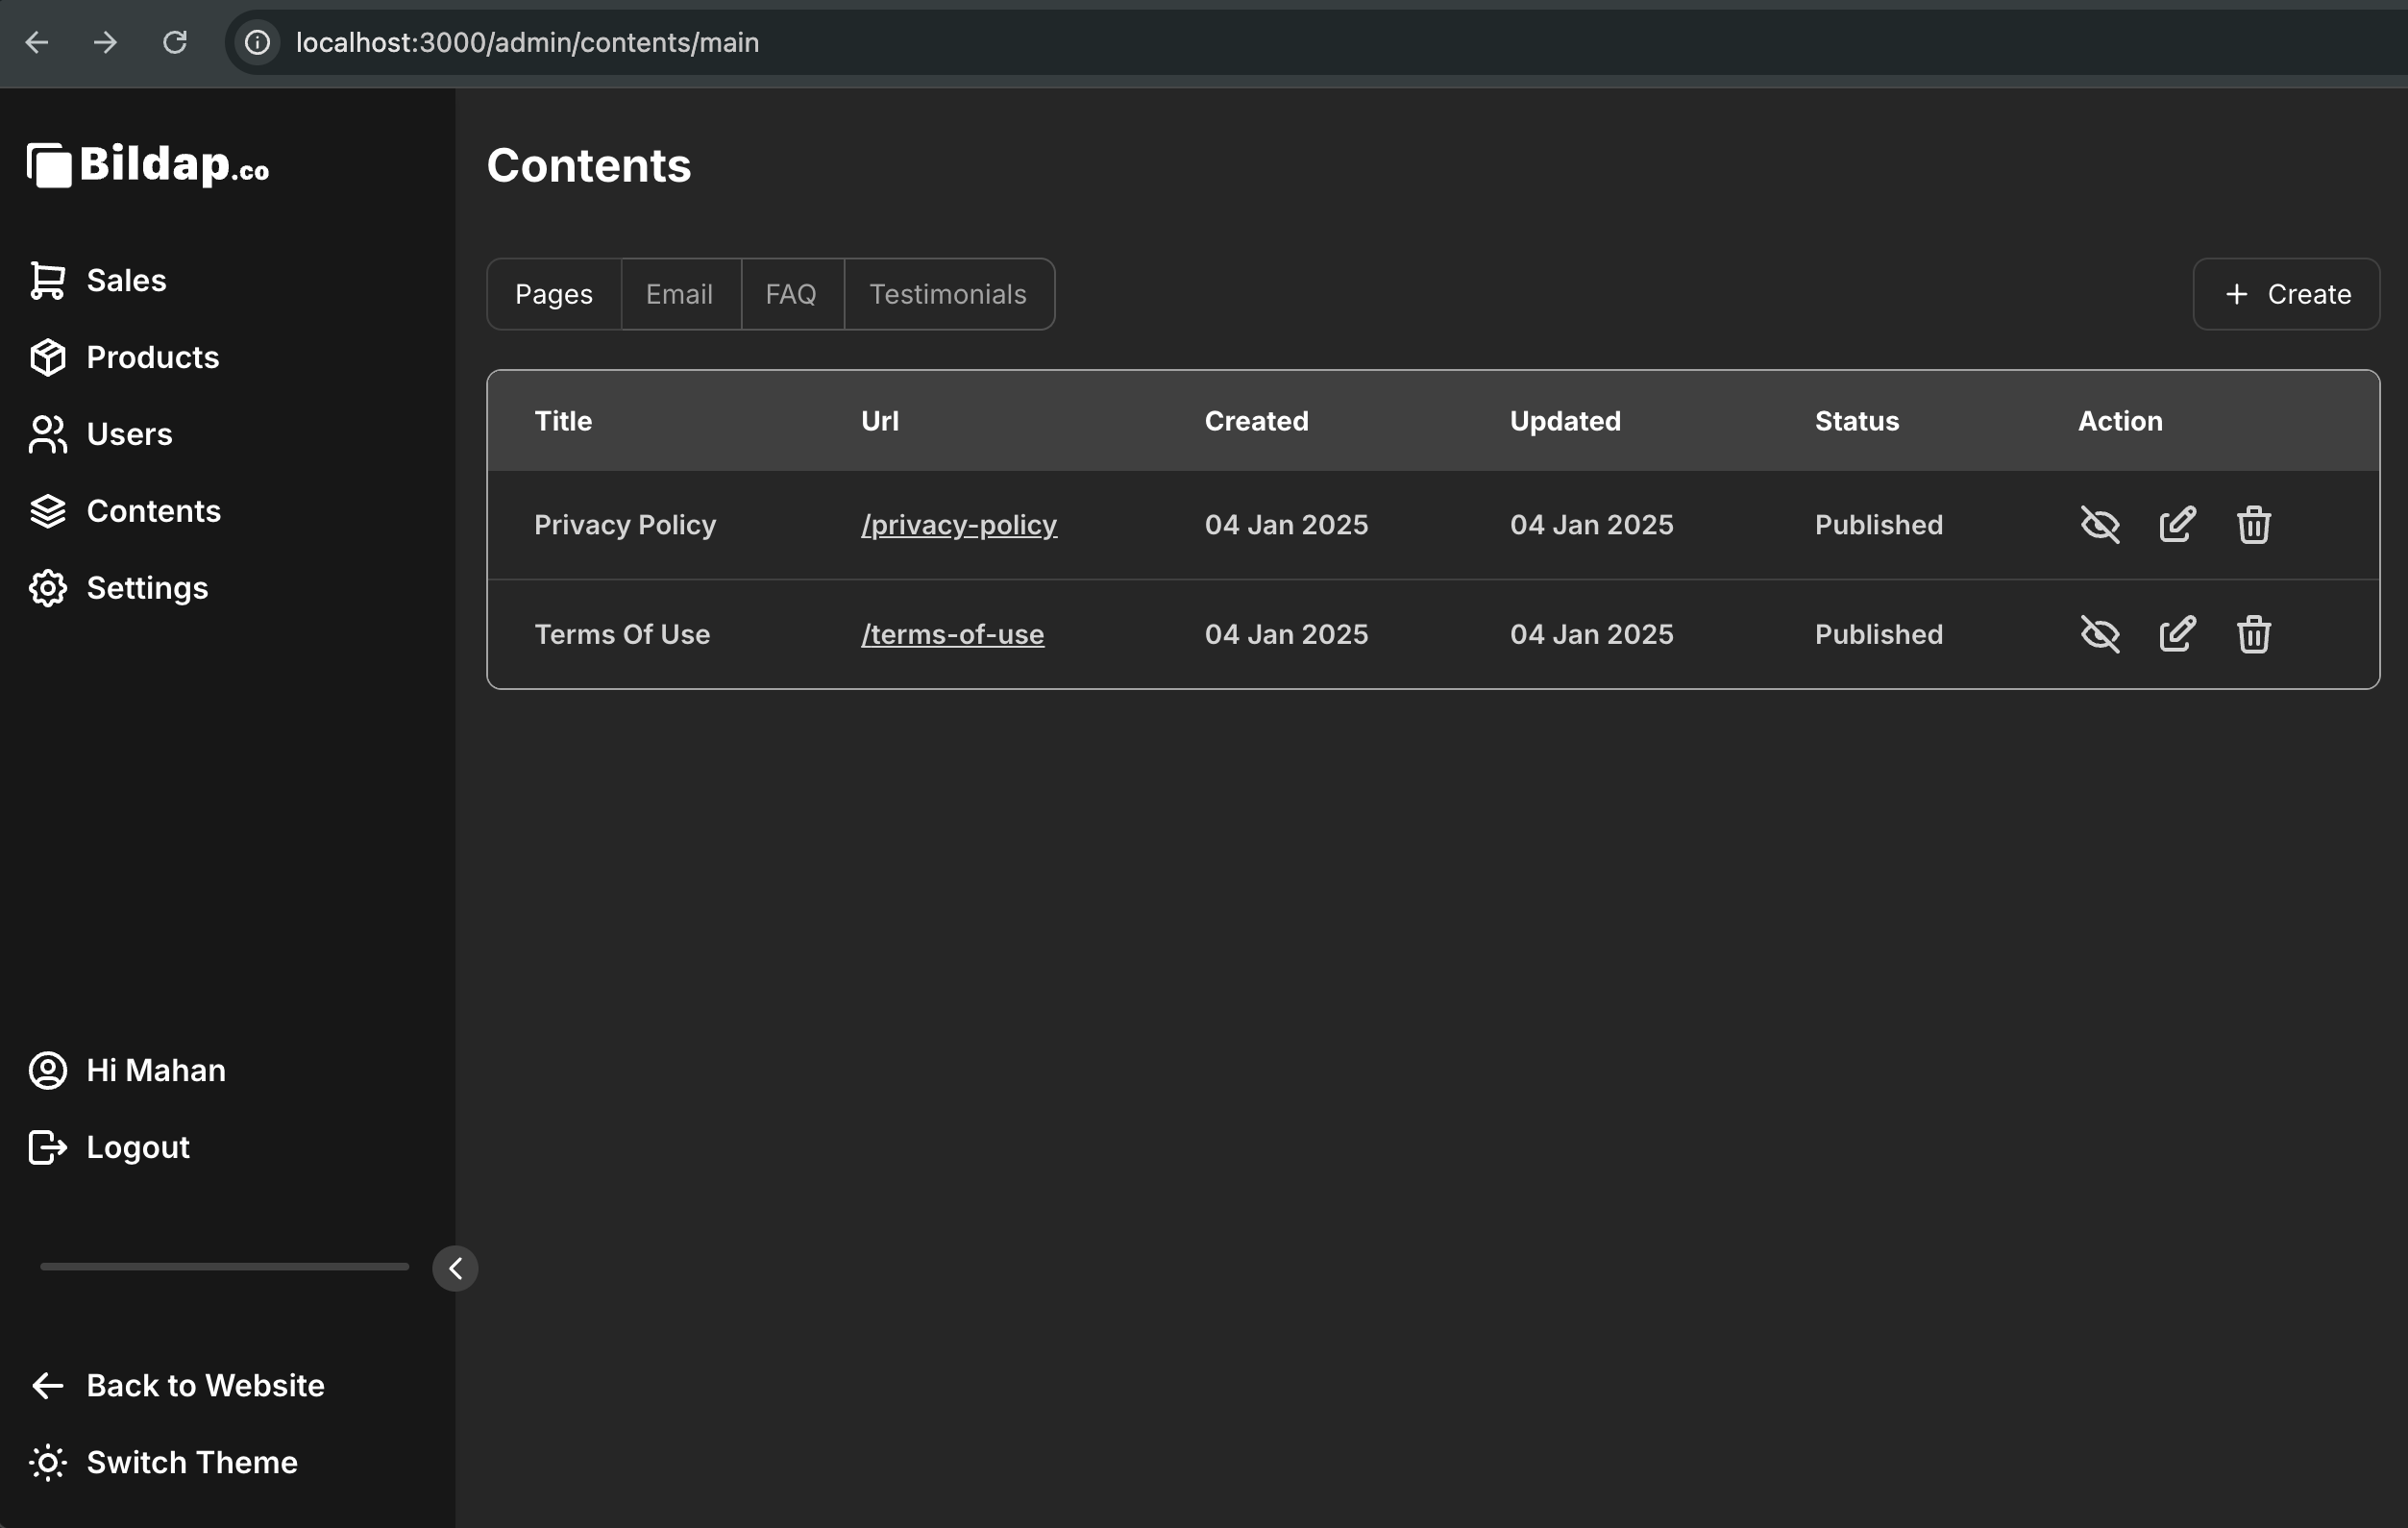 localhost:3000/admin/contents/main
Bildap.co
Sales
Products
Users
Contents
Settings
Hi Mahan
Logout
Back to Website
Switch Theme
Contents
Pages Email FAQ Testimonials
Create
Title Url Created Updated Status Action
Privacy Policy /privacy-policy 04 Jan 2025 04 Jan 2025 Published
Terms Of Use /terms-of-use 04 Jan 2025 04 Jan 2025 Published